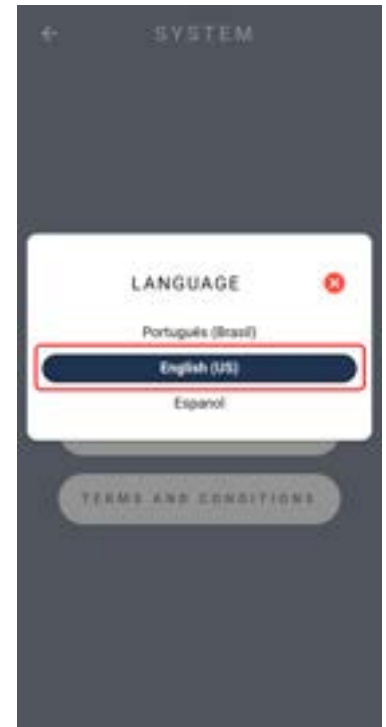 SYSTEM
LANGUAGE
Português (Brasil)
English (US)
Espanol
TERMS AND CONDITIONS